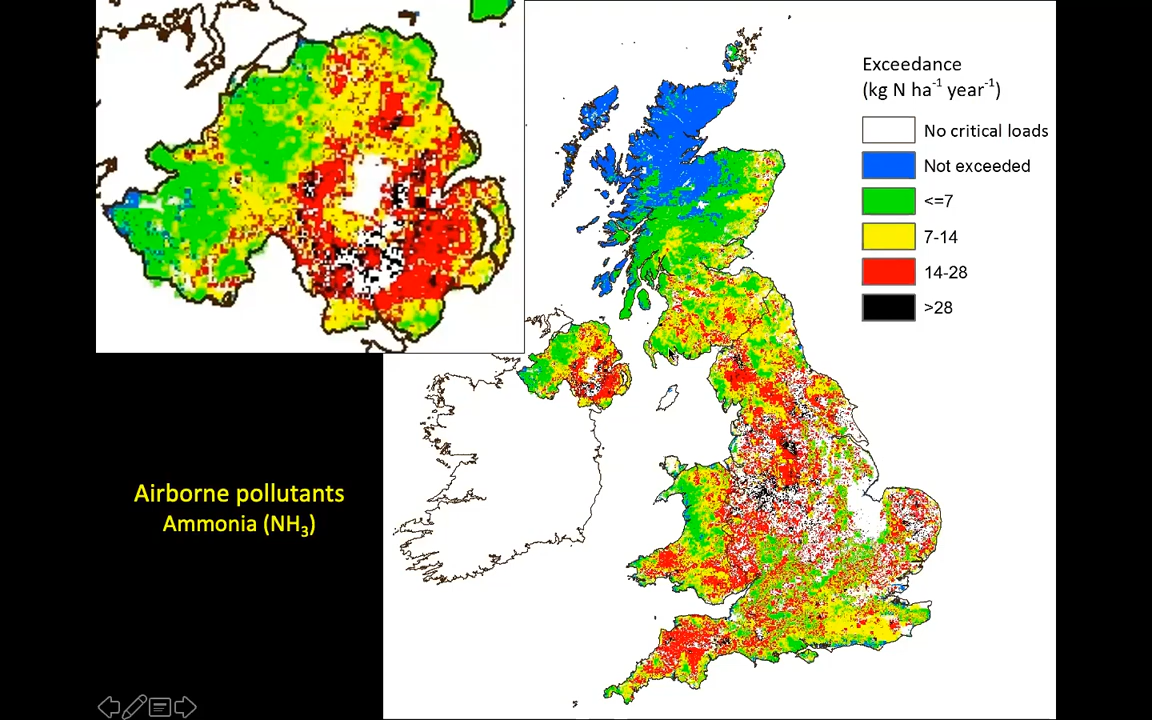 Exceedance
(kg N ha⁻¹ year⁻¹)
No critical loads
Not exceeded
<=7
7-14
14-28
>28
Airborne pollutants
Ammonia (NH₃)